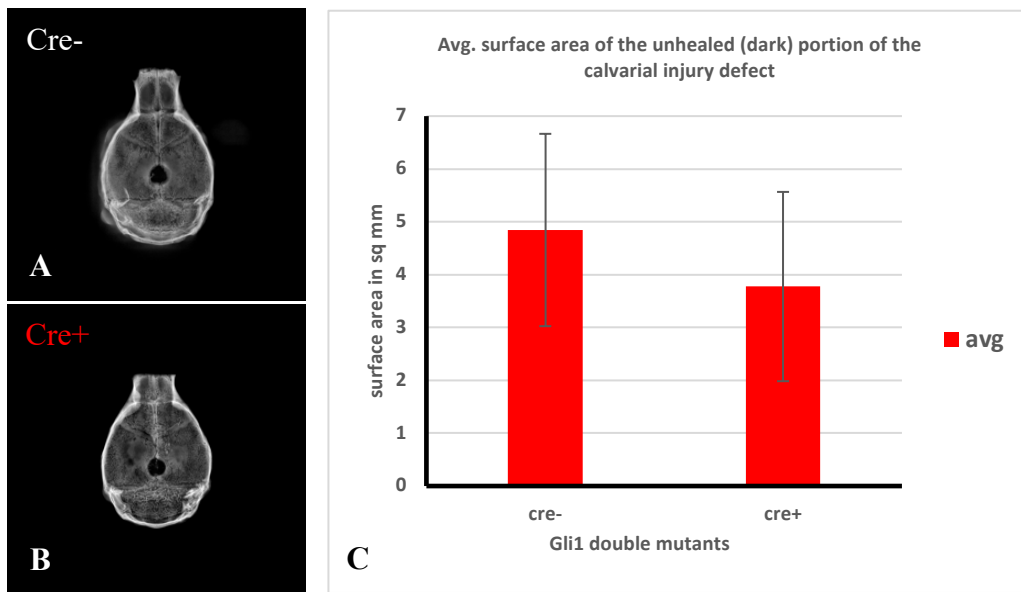 Cre-
A
Cre+
B
Avg. surface area of the unhealed (dark) portion of the
calvarial injury defect
surface area in sq mm
7
6
5
4
3
2
1
0
cre-
cre+
Gli1 double mutants
avg
C